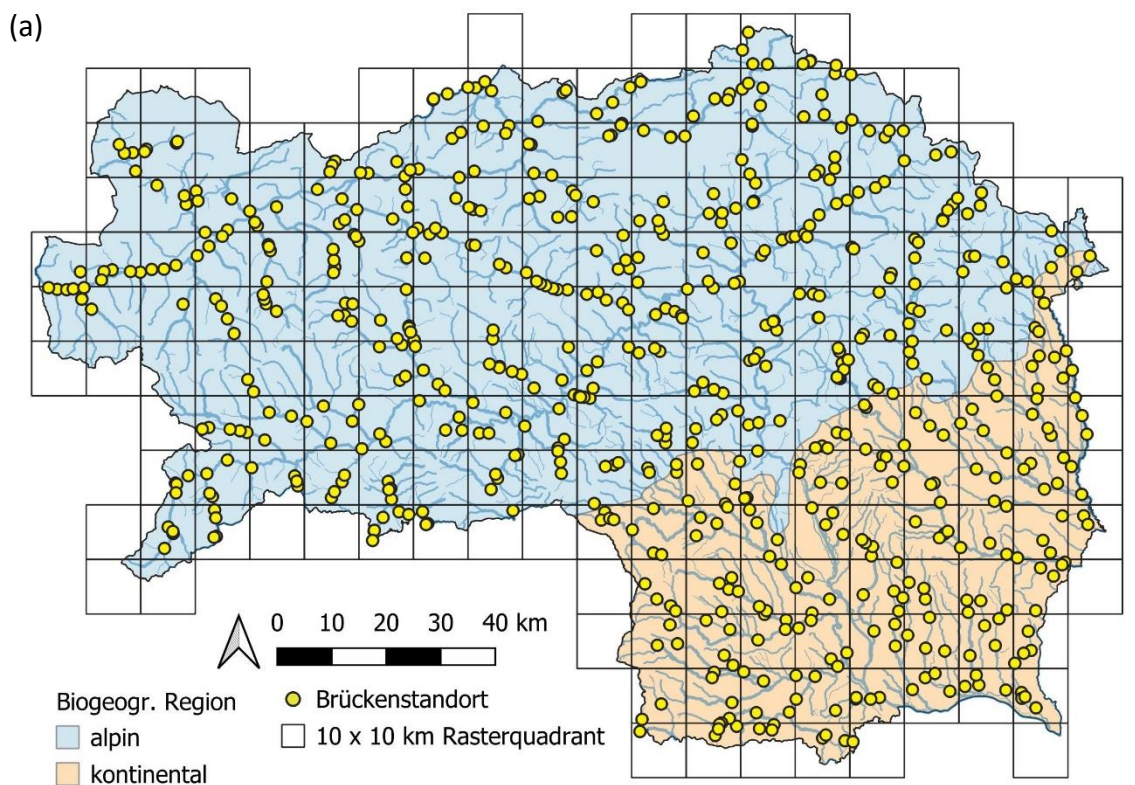 (a)
0 10 20 30 40 km
Biogeogr. Region
alpin
kontinental
Brückenstandort
10 x 10 km Rasterquadrant